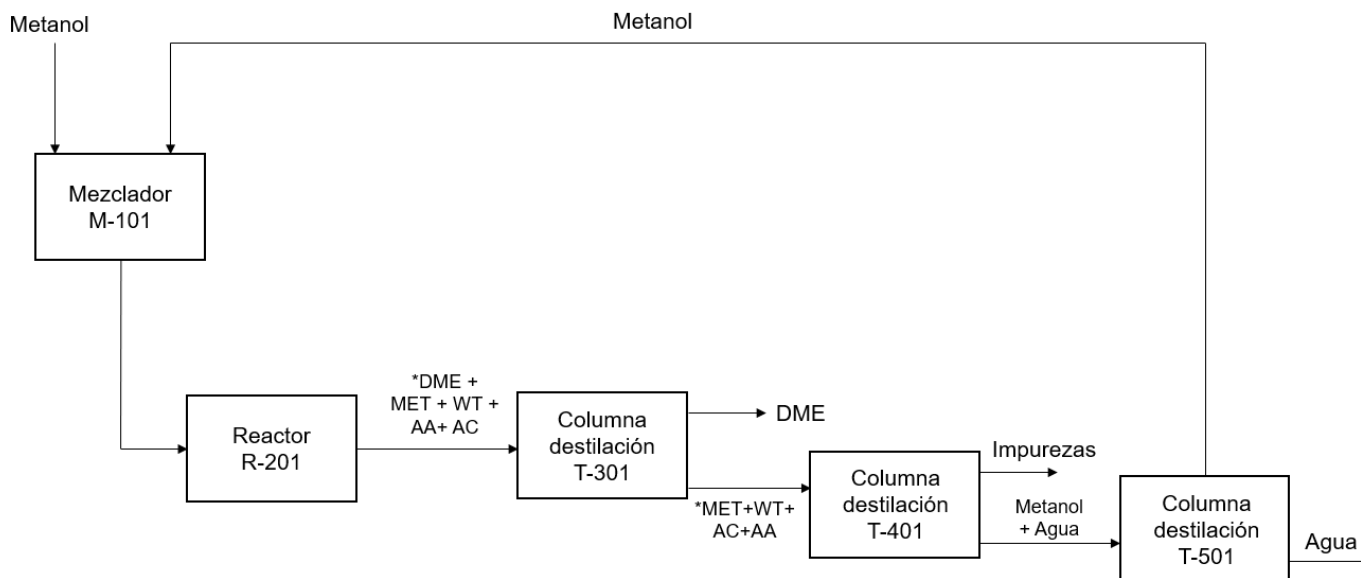 Metanol
Metanol
Mezclador
M-101
*DME +
MET + WT +
AA+ AC
Reactor
R-201
Columna
destilación
T-301
DME
*MET+WT+
AC+AA
Columna
destilación
T-401
Impurezas
Metanol
+ Agua
Columna
destilación
T-501
Agua